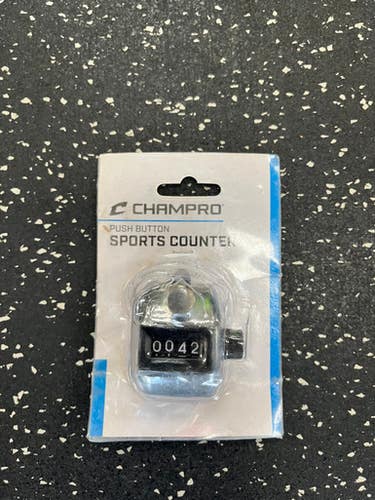 CHAMPRO
PUSH BUTTON
SPORTS COUNTER
0042